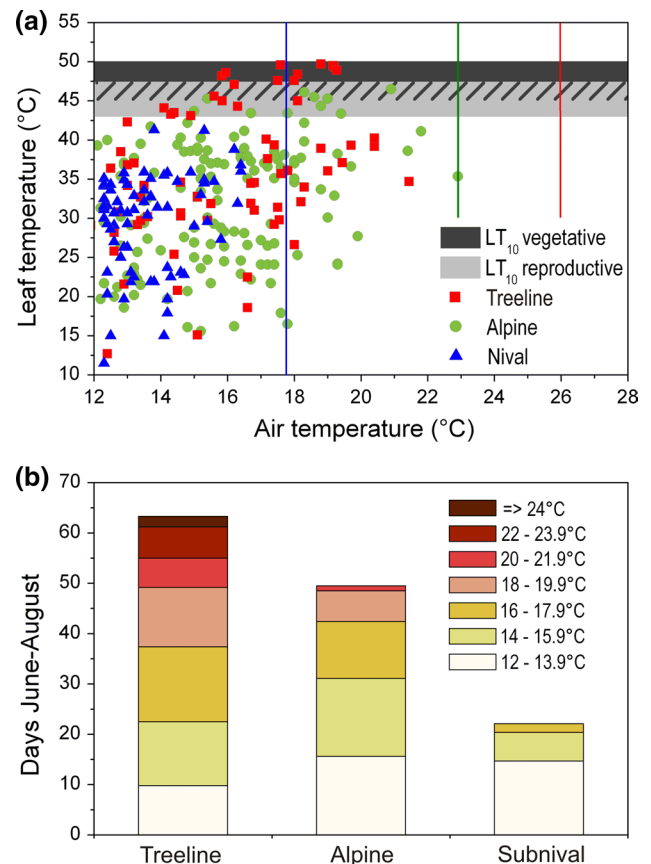 (a)
Leaf temperature (°C)
55
50
45
40
35
30
25
20
15
10
LT10 vegetative
LT10 reproductive
Treeline
Alpine
Nival
12 14 16 18 20 22 24 26 28
Air temperature (°C)
(b)
Days June-August
70
60
50
40
30
20
10
0
=> 24°C
22 - 23.9°C
20 - 21.9°C
18 - 19.9°C
16 - 17.9°C
14 - 15.9°C
12 - 13.9°C
Treeline Alpine Subnival